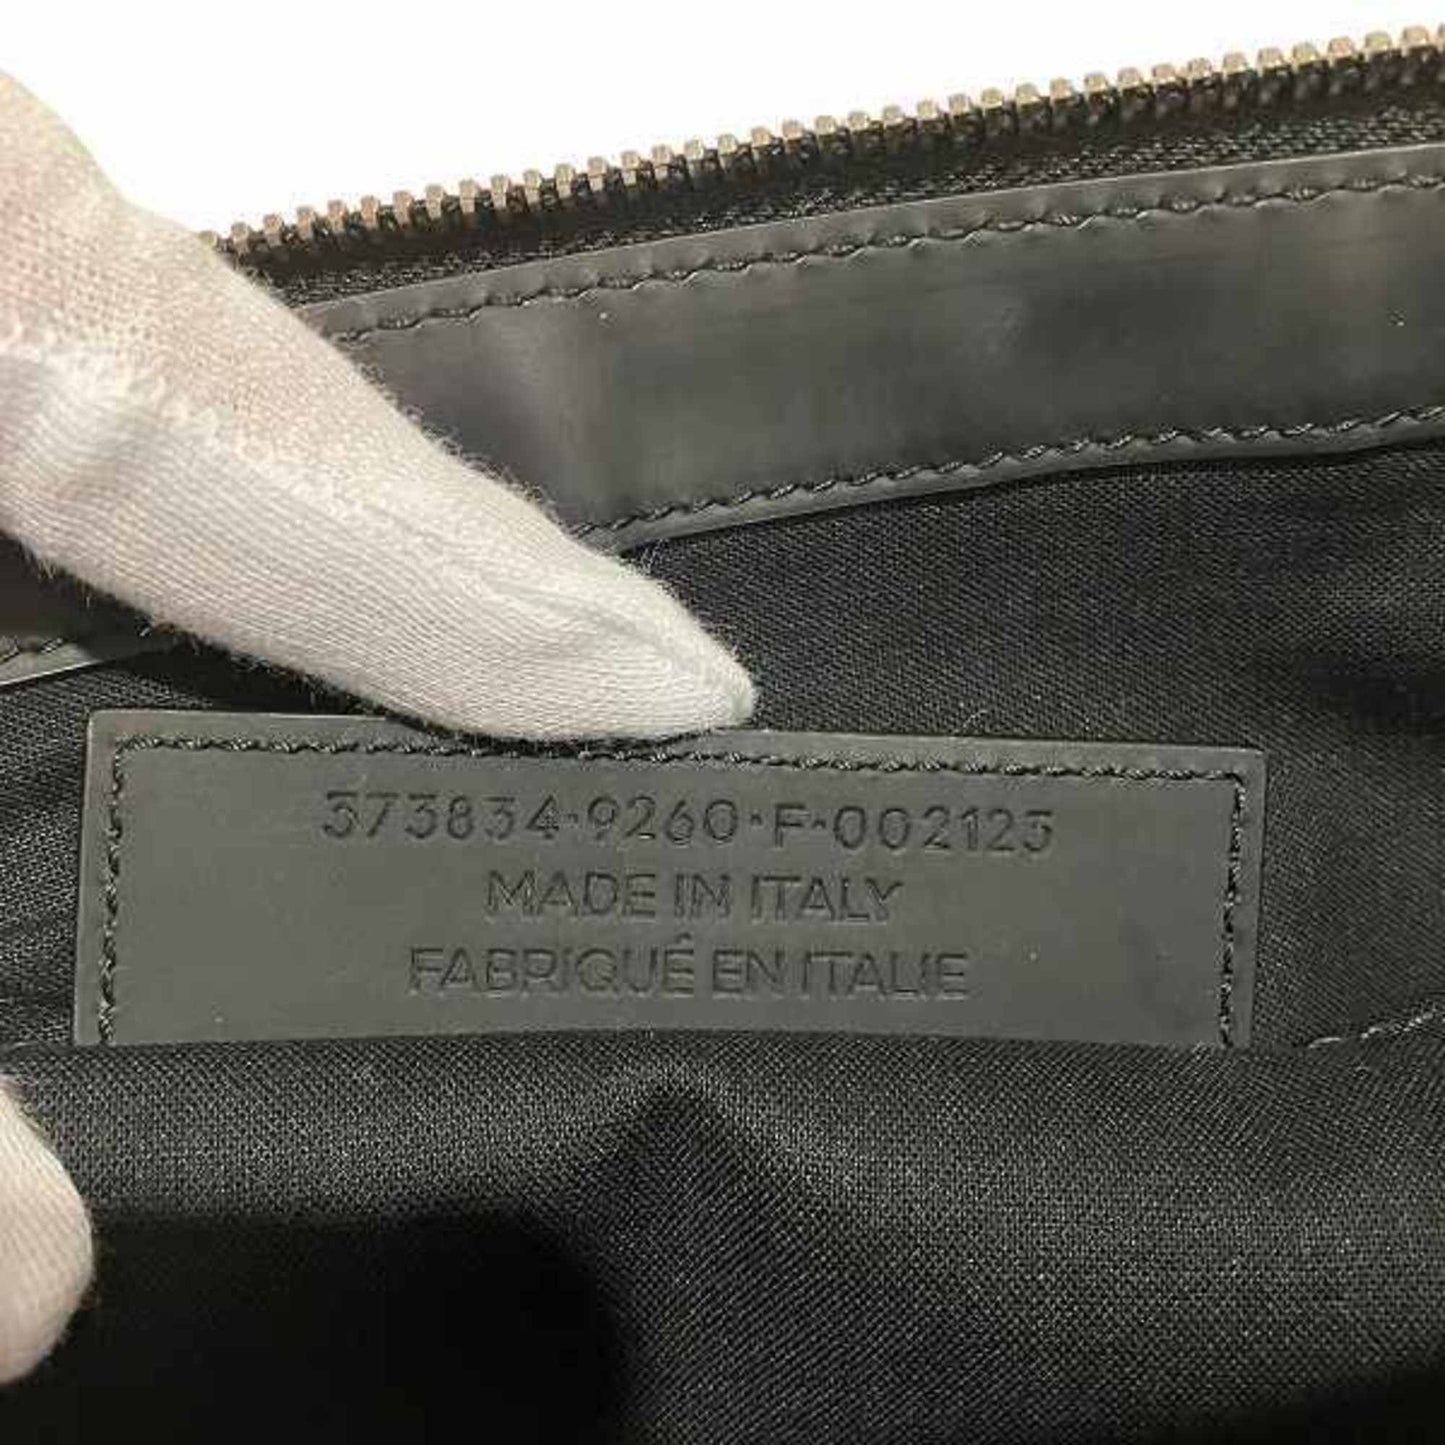 373834·9260·F·002123
MADE IN ITALY
FABRIQUÉ EN ITALIE